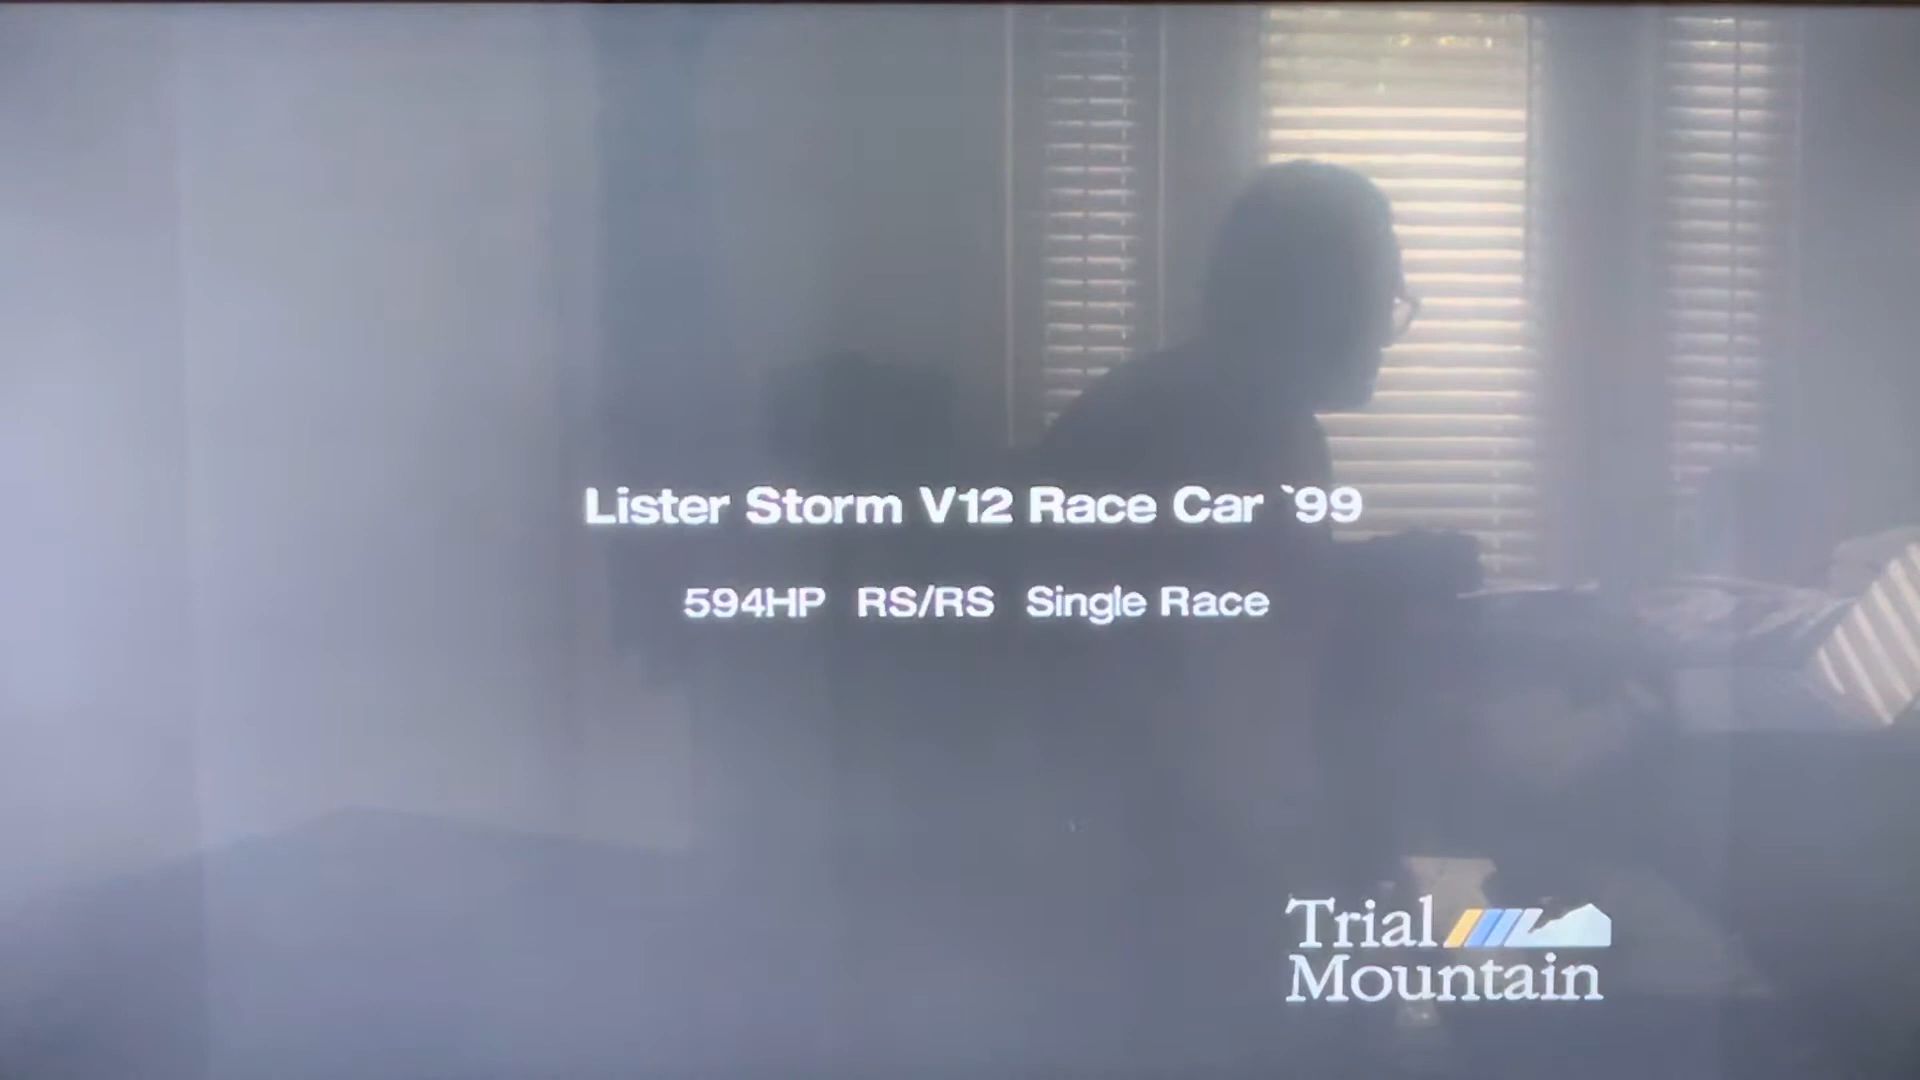 Lister Storm V12 Race Car `99
594HP RS/RS Single Race
Trial
Mountain